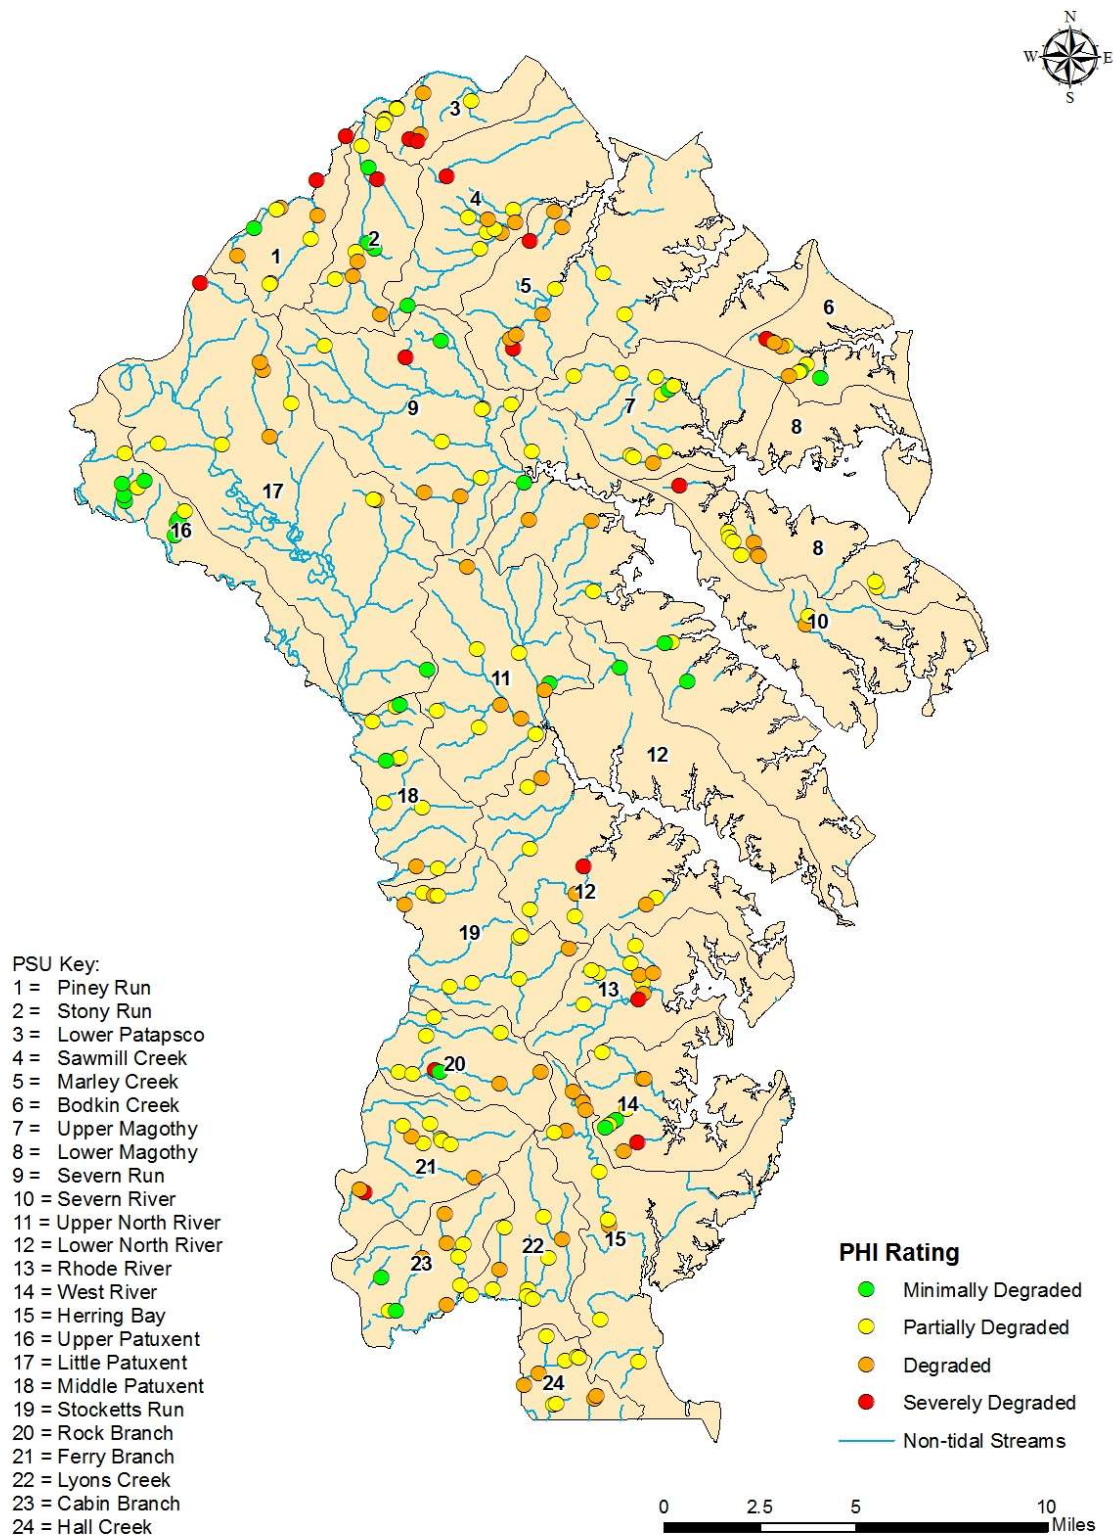 N
W E
S
3
4
2
1
5
6
9
7
8
17
16
8
10
11
12
18
12
19
13
20
14
21
15
22
23
24
PSU Key:
1 = Piney Run
2 = Stony Run
3 = Lower Patapsco
4 = Sawmill Creek
5 = Marley Creek
6 = Bodkin Creek
7 = Upper Magothy
8 = Lower Magothy
9 = Severn Run
10 = Severn River
11 = Upper North River
12 = Lower North River
13 = Rhode River
14 = West River
15 = Herring Bay
16 = Upper Patuxent
17 = Little Patuxent
18 = Middle Patuxent
19 = Stocketts Run
20 = Rock Branch
21 = Ferry Branch
22 = Lyons Creek
23 = Cabin Branch
24 = Hall Creek
PHI Rating
Minimally Degraded
Partially Degraded
Degraded
Severely Degraded
Non-tidal Streams
0 2.5 5 10
Miles